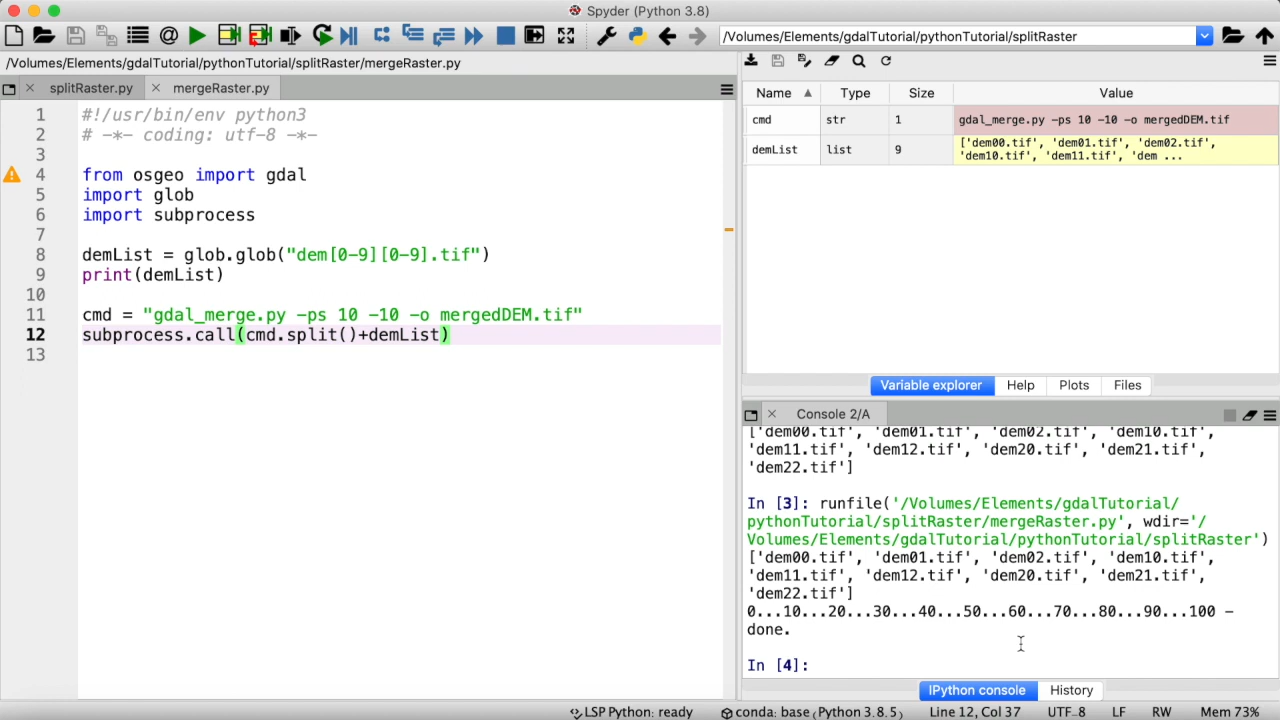 Spyder (Python 3.8)
/Volumes/Elements/gdalTutorial/pythonTutorial/splitRaster
/Volumes/Elements/gdalTutorial/pythonTutorial/splitRaster/mergeRaster.py
splitRaster.py
mergeRaster.py
1 #!/usr/bin/env python3
2 # -*- coding: utf-8 -*-
3
4 from osgeo import gdal
5 import glob
6 import subprocess
7
8 demList = glob.glob("dem[0-9][0-9].tif")
9 print(demList)
10
11 cmd = "gdal_merge.py -ps 10 -10 -o mergedDEM.tif"
12 subprocess.call(cmd.split()+demList)
13
Name Type Size Value
cmd str 1 gdal_merge.py -ps 10 -10 -o mergedDEM.tif
demList list 9 ['dem00.tif', 'dem01.tif', 'dem02.tif',
'dem10.tif', 'dem11.tif', 'dem ...
Variable explorer Help Plots Files
Console 2/A
['dem00.tif', 'dem01.tif', 'dem02.tif', 'dem10.tif',
'dem11.tif', 'dem12.tif', 'dem20.tif', 'dem21.tif',
'dem22.tif']
In [3]: runfile('/Volumes/Elements/gdalTutorial/
pythonTutorial/splitRaster/mergeRaster.py', wdir='/
Volumes/Elements/gdalTutorial/pythonTutorial/splitRaster')
['dem00.tif', 'dem01.tif', 'dem02.tif', 'dem10.tif',
'dem11.tif', 'dem12.tif', 'dem20.tif', 'dem21.tif',
'dem22.tif']
0...10...20...30...40...50...60...70...80...90...100 -
done.
In [4]:
IPython console History
LSP Python: ready conda: base (Python 3.8.5) Line 12, Col 37 UTF-8 LF RW Mem 73%